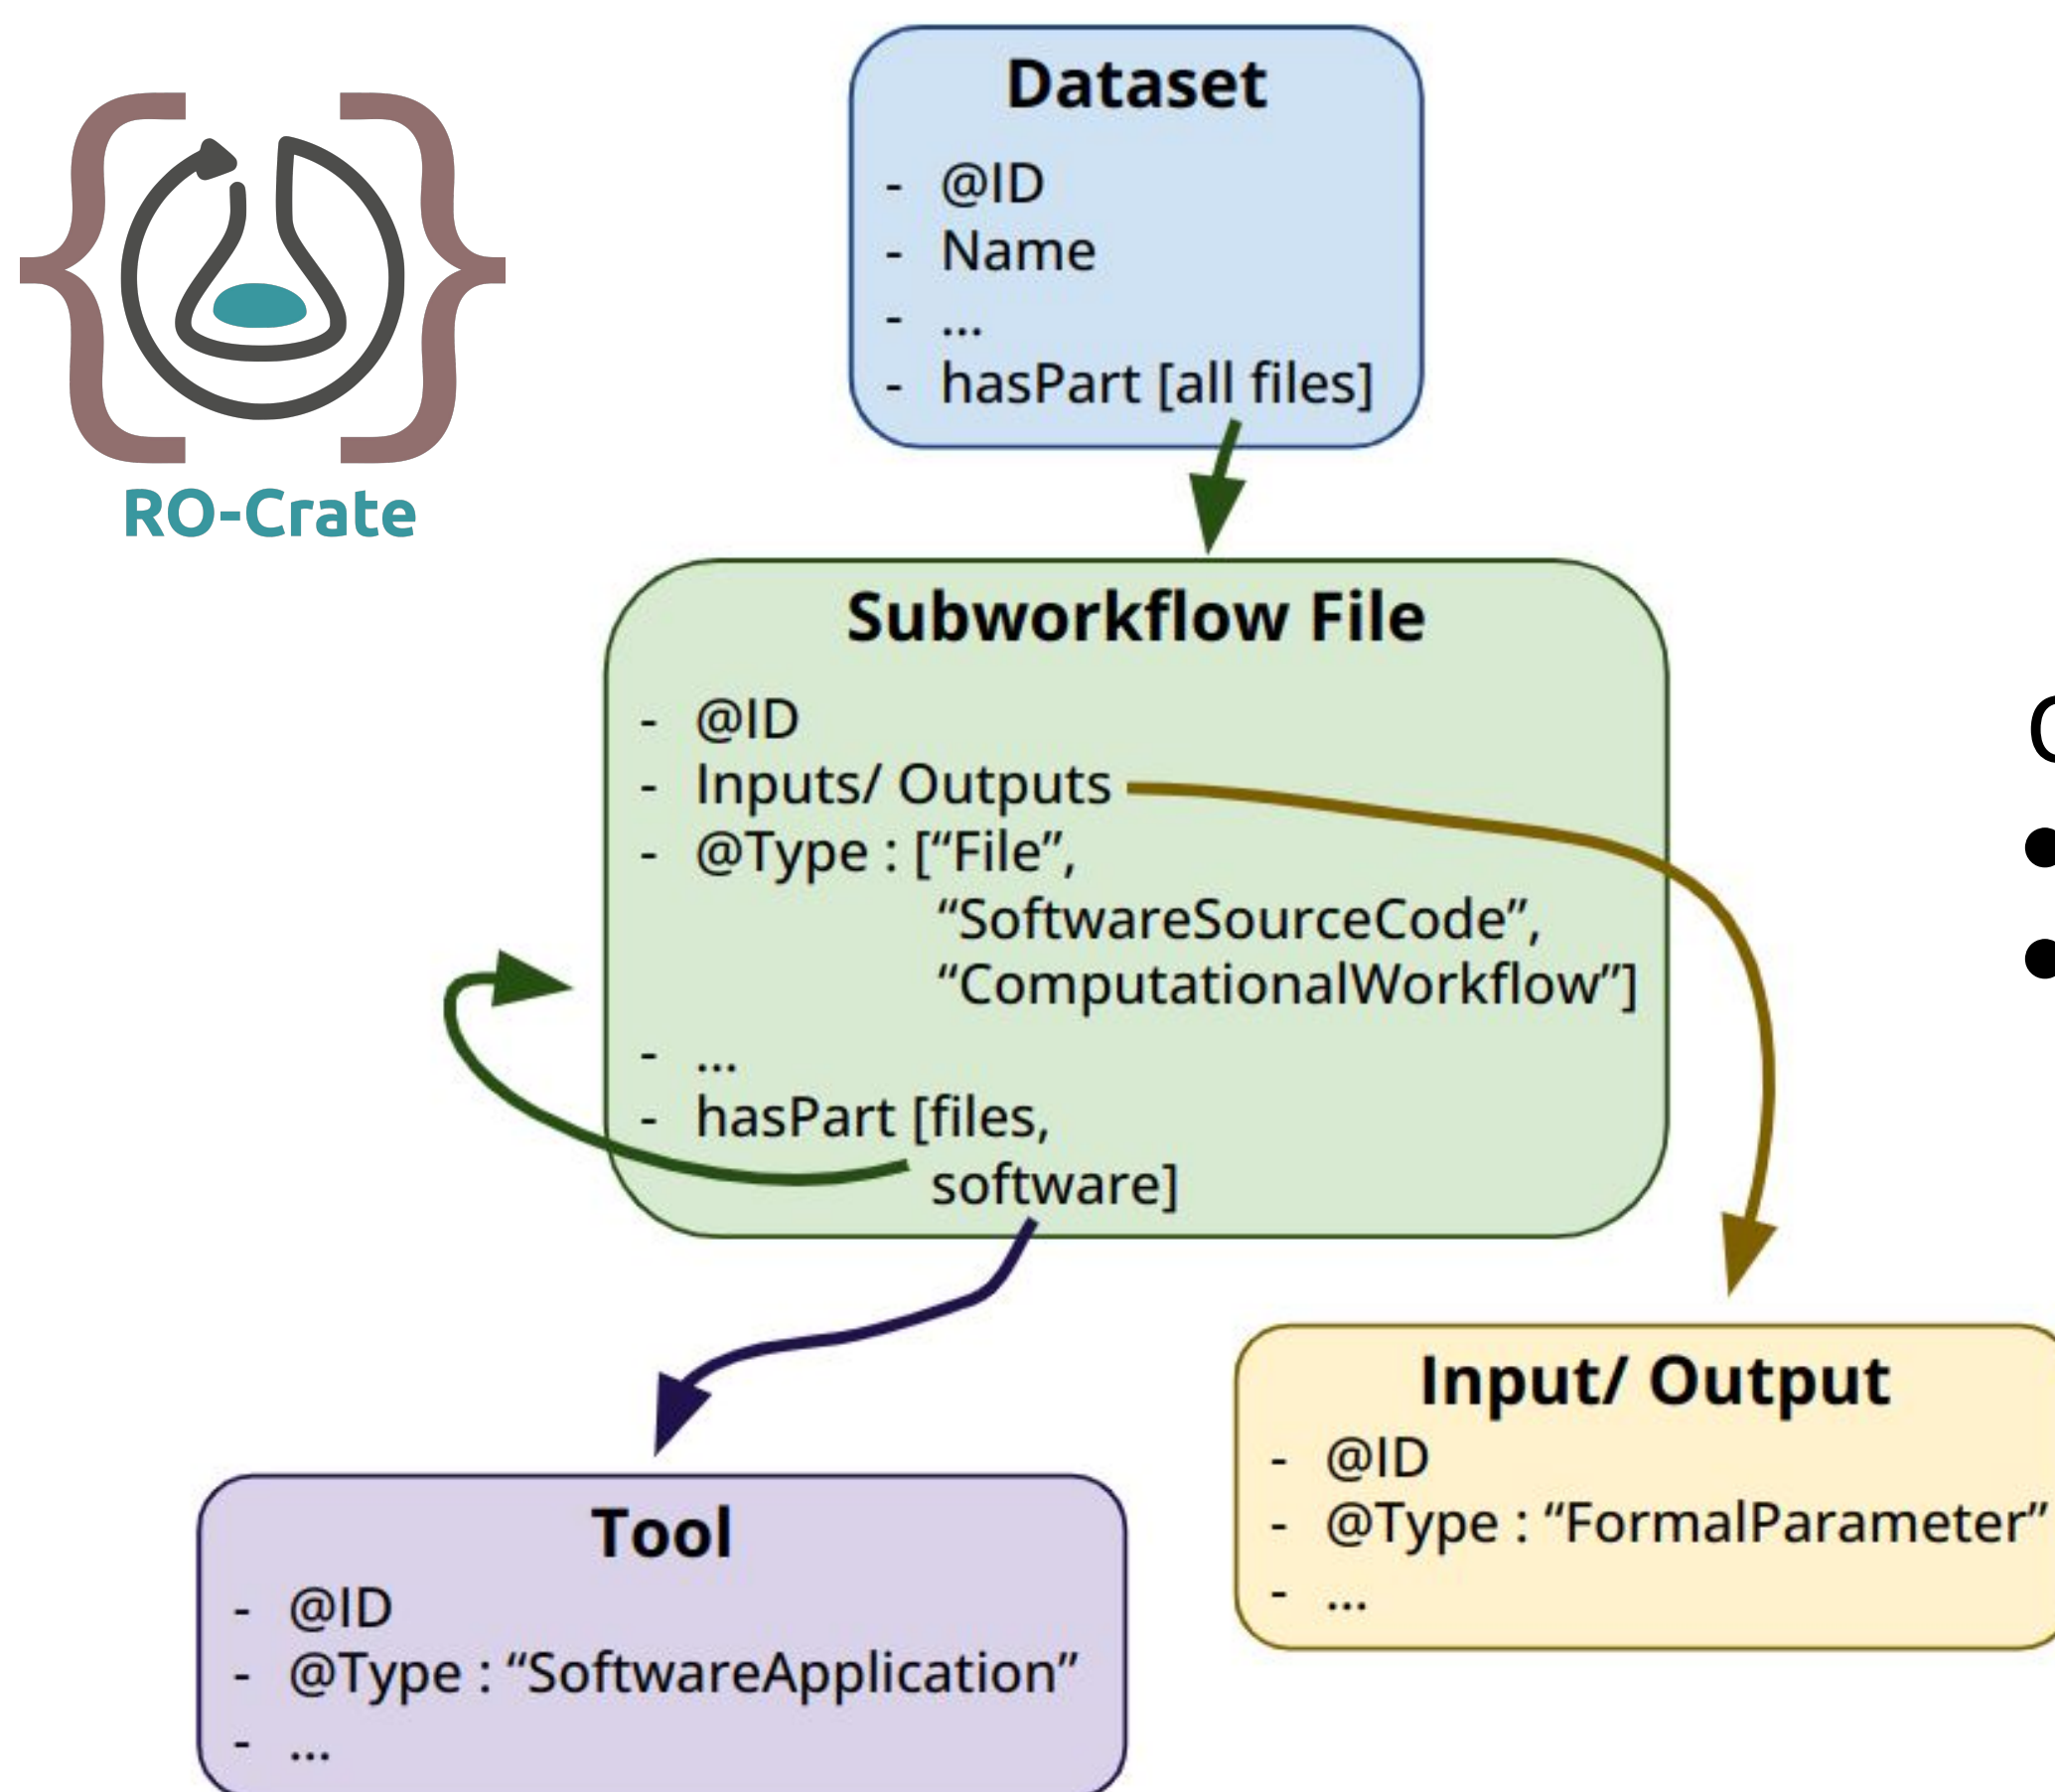 RO-Crate
Dataset
- @ID
- Name
- ...
- hasPart [all files]
Subworkflow File
- @ID
- Inputs/ Outputs
- @Type : [“File”,
“SoftwareSourceCode”,
“ComputationalWorkflow”]
- ...
- hasPart [files,
software]
Input/ Output
- @ID
- @Type : “FormalParameter”
- ...
Tool
- @ID
- @Type : “SoftwareApplication”
- ...